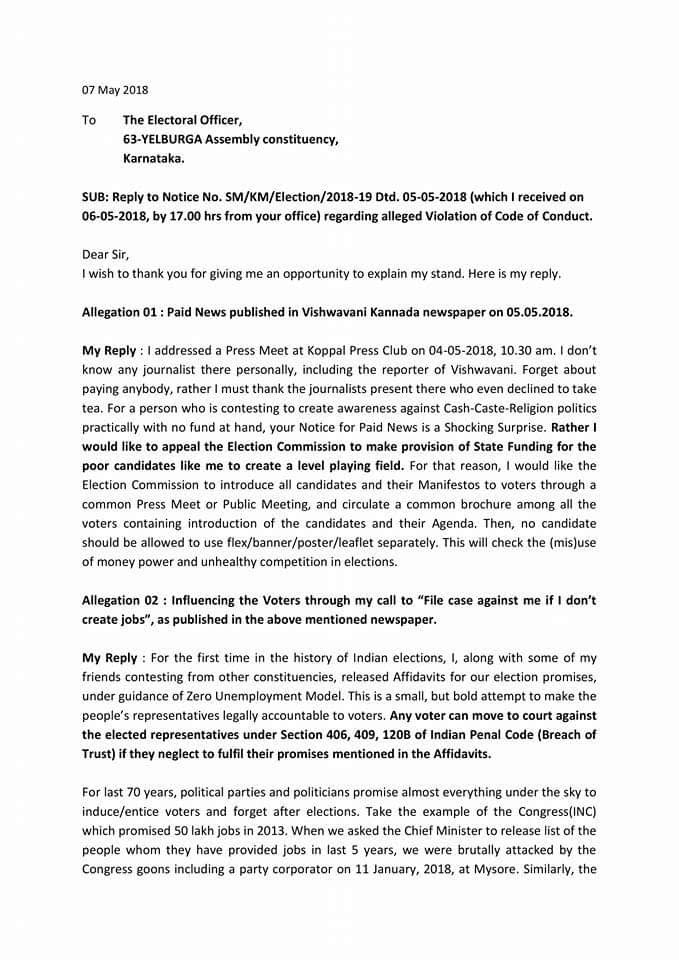 07 May 2018
To The Electoral Officer,
63-YELBURGA Assembly constituency,
Karnataka.
SUB: Reply to Notice No. SM/KM/Election/2018-19 Dtd. 05-05-2018 (which I received on
06-05-2018, by 17.00 hrs from your office) regarding alleged Violation of Code of Conduct.
Dear Sir,
I wish to thank you for giving me an opportunity to explain my stand. Here is my reply.
Allegation 01 : Paid News published in Vishwavani Kannada newspaper on 05.05.2018.
My Reply : I addressed a Press Meet at Koppal Press Club on 04-05-2018, 10.30 am. I don’t
know any journalist there personally, including the reporter of Vishwavani. Forget about
paying anybody, rather I must thank the journalists present there who even declined to take
tea. For a person who is contesting to create awareness against Cash-Caste-Religion politics
practically with no fund at hand, your Notice for Paid News is a Shocking Surprise. Rather I
would like to appeal the Election Commission to make provision of State Funding for the
poor candidates like me to create a level playing field. For that reason, I would like the
Election Commission to introduce all candidates and their Manifestos to voters through a
common Press Meet or Public Meeting, and circulate a common brochure among all the
voters containing introduction of the candidates and their Agenda. Then, no candidate
should be allowed to use flex/banner/poster/leaflet separately. This will check the (mis)use
of money power and unhealthy competition in elections.
Allegation 02 : Influencing the Voters through my call to “File case against me if I don’t
create jobs”, as published in the above mentioned newspaper.
My Reply : For the first time in the history of Indian elections, I, along with some of my
friends contesting from other constituencies, released Affidavits for our election promises,
under guidance of Zero Unemployment Model. This is a small, but bold attempt to make the
people’s representatives legally accountable to voters. Any voter can move to court against
the elected representatives under Section 406, 409, 120B of Indian Penal Code (Breach of
Trust) if they neglect to fulfil their promises mentioned in the Affidavits.
For last 70 years, political parties and politicians promise almost everything under the sky to
induce/entice voters and forget after elections. Take the example of the Congress(INC)
which promised 50 lakh jobs in 2013. When we asked the Chief Minister to release list of the
people whom they have provided jobs in last 5 years, we were brutally attacked by the
Congress goons including a party corporator on 11 January, 2018, at Mysore. Similarly, the